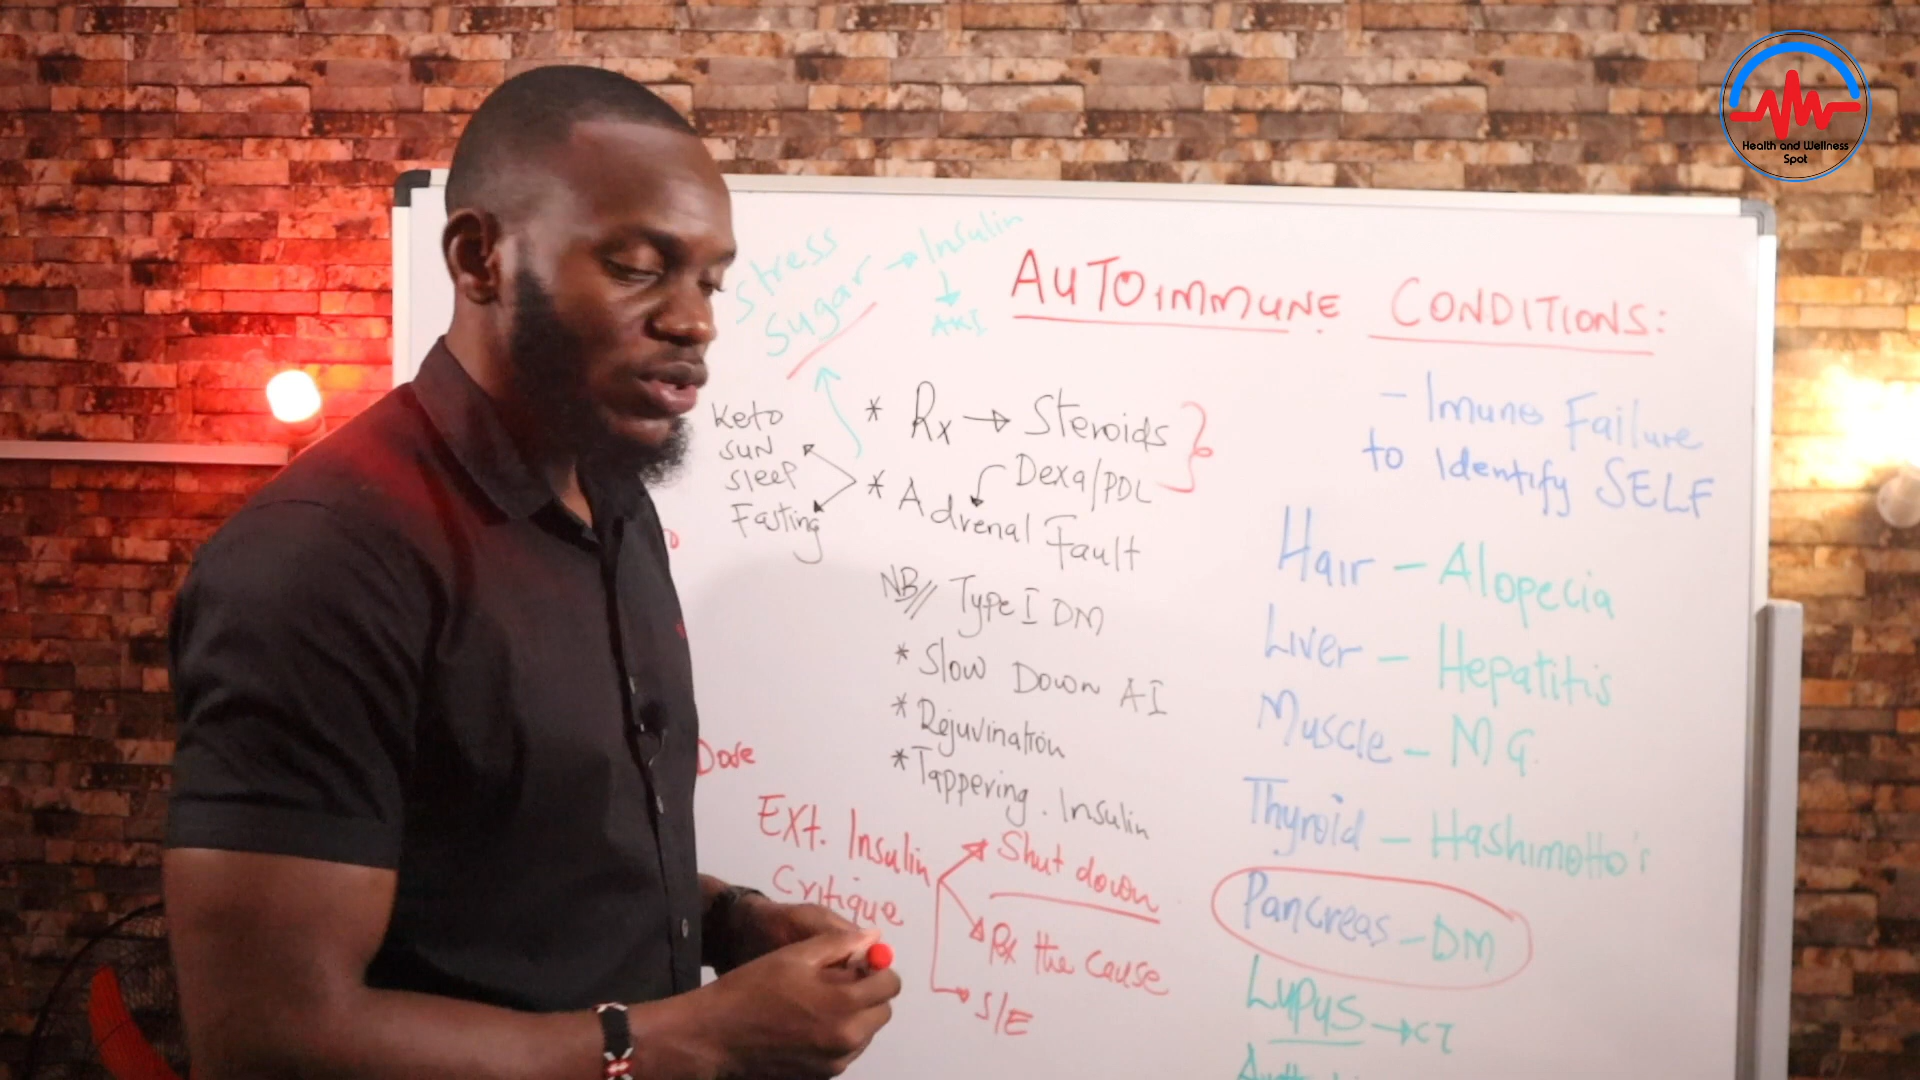 Health and Wellness
Spot
Stress
Sugar → Insulin
AUTOIMMUNE CONDITIONS:
Keto
SUN
Sleep
Fasting
* Rx → Steroids
Dexa/PDL
* Adrenal Fault
NB// Type I DM
* Slow Down AI
* Rejuvination
* Tappering. Insulin
Dose
Ext. Insulin
Critique
Shut down
Rx the cause
S/E
- Imune Failure
to Identify SELF
Hair - Alopecia
Liver - Hepatitis
Muscle - MG
Thyroid - Hashimotto's
Pancreas - DM
Lupus → CT